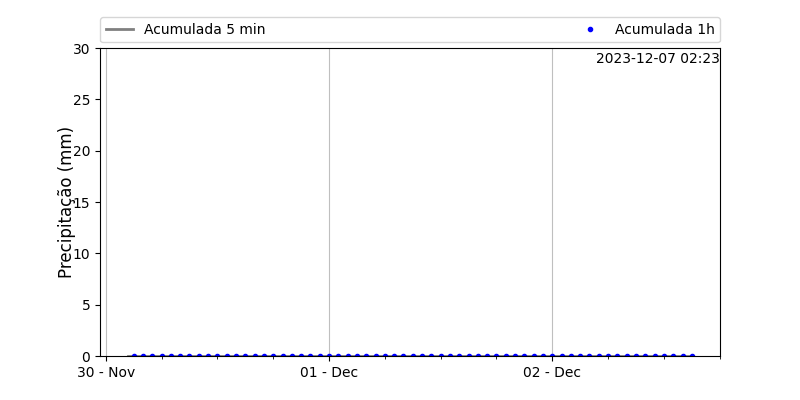 Acumulada 5 min
Acumulada 1h
2023-12-07 02:23
Precipitação (mm)
30
25
20
15
10
5
0
30 - Nov
01 - Dec
02 - Dec